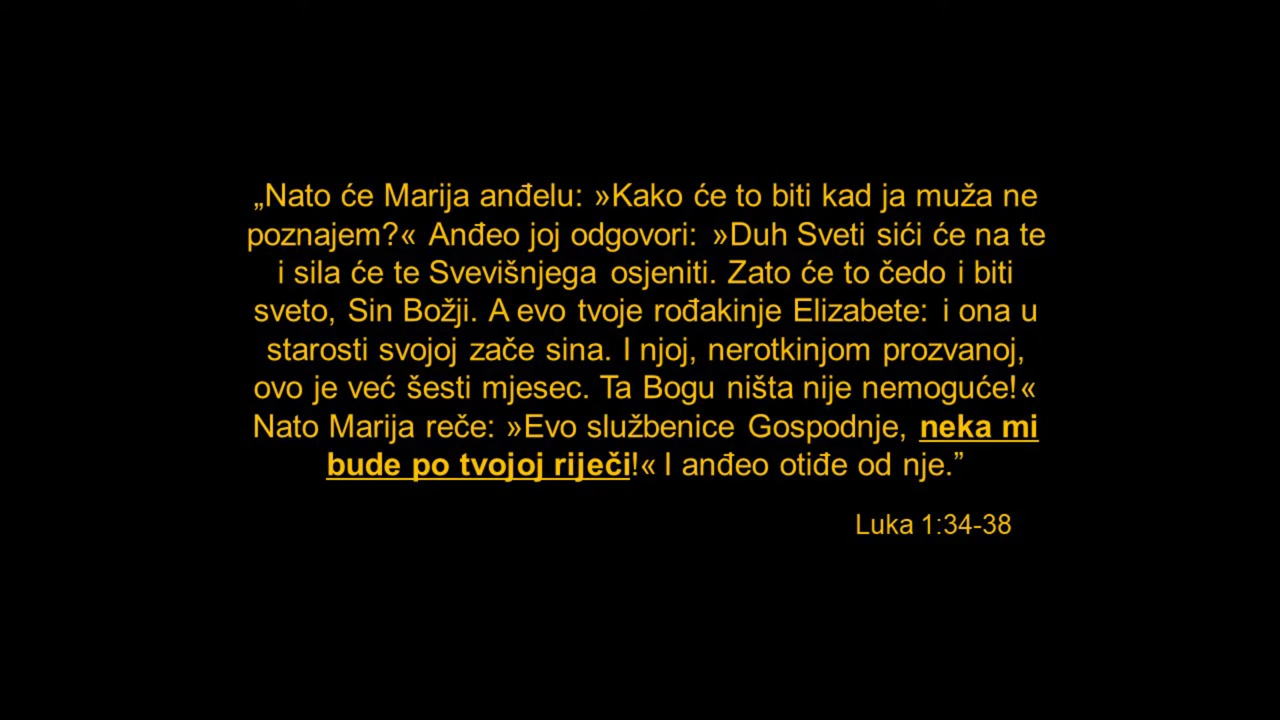 „Nato će Marija anđelu: »Kako će to biti kad ja muža ne
poznajem?« Anđeo joj odgovori: »Duh Sveti sići će na te
i sila će te Svevišnjega osjeniti. Zato će to čedo i biti
sveto, Sin Božji. A evo tvoje rođakinje Elizabete: i ona u
starosti svojoj zače sina. I njoj, nerotkinjom prozvanoj,
ovo je već šesti mjesec. Ta Bogu ništa nije nemoguće!«
Nato Marija reče: »Evo službenice Gospodnje, neka mi
bude po tvojoj riječi!« I anđeo otiđe od nje.”
Luka 1:34-38